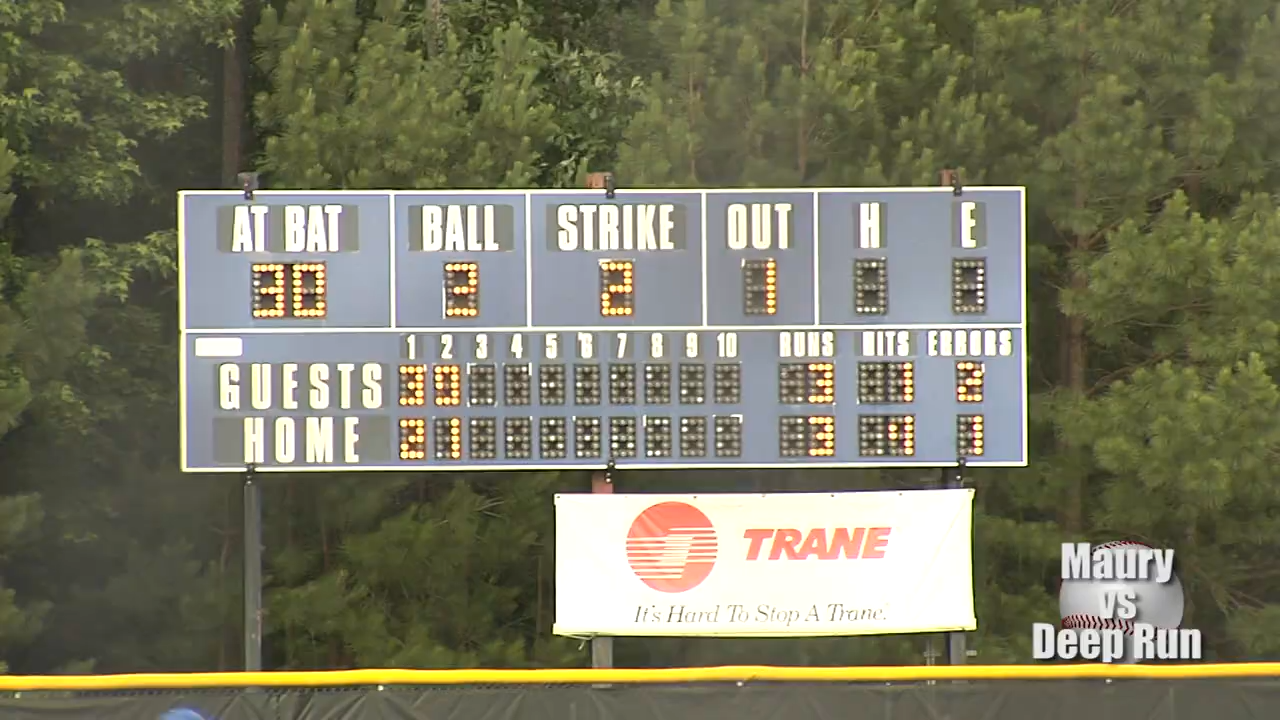 AT BAT BALL STRIKE OUT H E
30 2 2 1
1 2 3 4 5 6 7 8 9 10 RUNS HITS ERRORS
GUESTS 3 3 1 2
HOME 2 1 3 4 1
TRANE
It's Hard To Stop A Trane.
Maury
vs
Deep Run